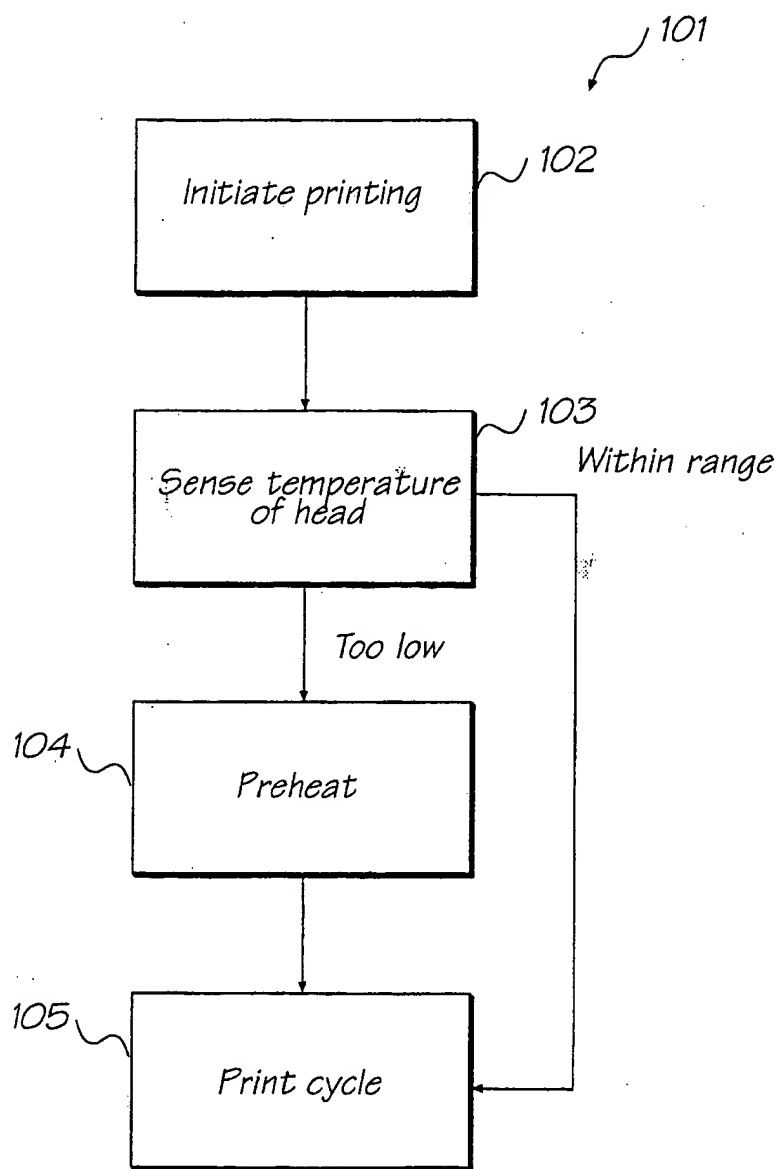 101
Initiate printing
102
Sense temperature
of head
103
Within range
Too low
104
Preheat
105
Print cycle